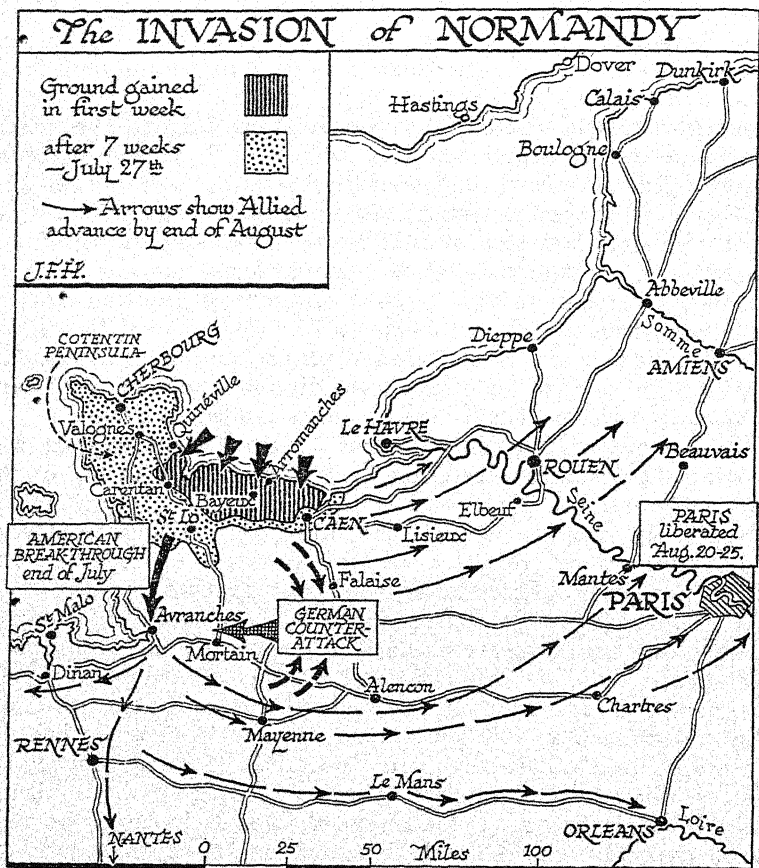 The INVASION of NORMANDY
Ground gained
in first week
after 7 weeks
—July 27th
Arrows show Allied
advance by end of August
J.F.H.
Dover
Hastings
Dunkirk
Calais
Boulogne
Abbeville
Somme
Dieppe
AMIENS
COTENTIN
PENINSULA
CHERBOURG
Quinéville
Valognes
Arromanches
Le HAVRE
ROUEN
Beauvais
Carentan
Bayeux
St Lô
CAEN
Lisieux
Elbeuf
Seine
PARIS
liberated
Aug. 20-25.
AMERICAN
BREAK-THROUGH
end of July
Falaise
Mantes
PARIS
St Malo
Avranches
GERMAN
COUNTER-
ATTACK
Mortain
Dinan
Alencon
Chartres
Mayenne
RENNES
Le Mans
ORLEANS
Loire
NANTES
0 25 50 Miles 100